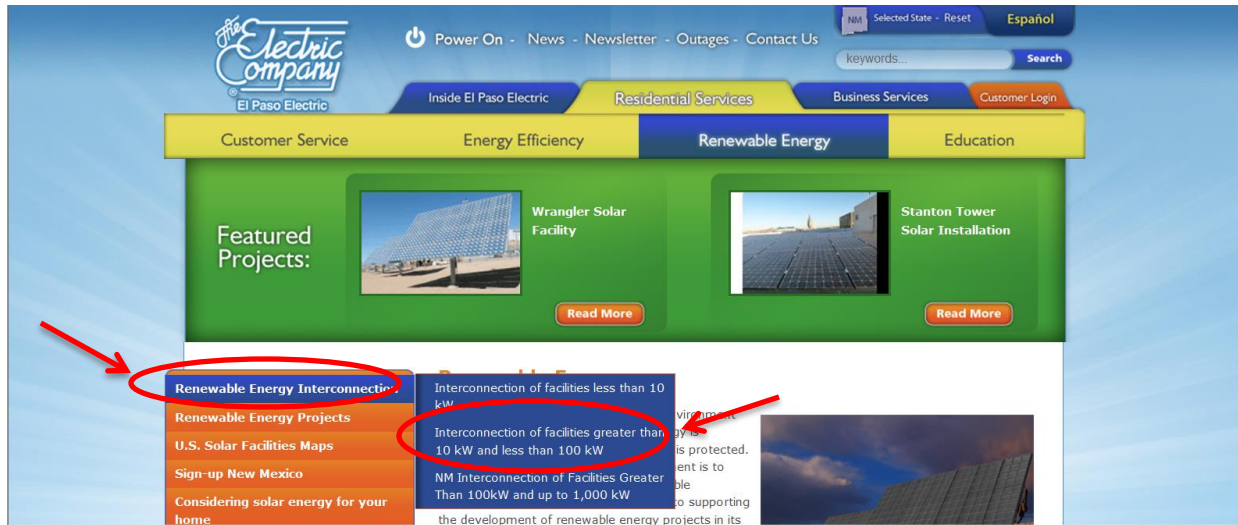 The
Electric
Company
®
El Paso Electric
Power On - News - Newsletter - Outages - Contact Us
NM Selected State - Reset
Español
keywords...
Search
Inside El Paso Electric
Residential Services
Business Services
Customer Login
Customer Service
Energy Efficiency
Renewable Energy
Education
Featured
Projects:
Wrangler Solar
Facility
Read More
Stanton Tower
Solar Installation
Read More
Renewable Energy Interconnection
Renewable Energy Projects
U.S. Solar Facilities Maps
Sign-up New Mexico
Considering solar energy for your
home
Interconnection of facilities less than 10
kW
Interconnection of facilities greater than
10 kW and less than 100 kW
NM Interconnection of Facilities Greater
Than 100kW and up to 1,000 kW
is protected.
to supporting
the development of renewable energy projects in its